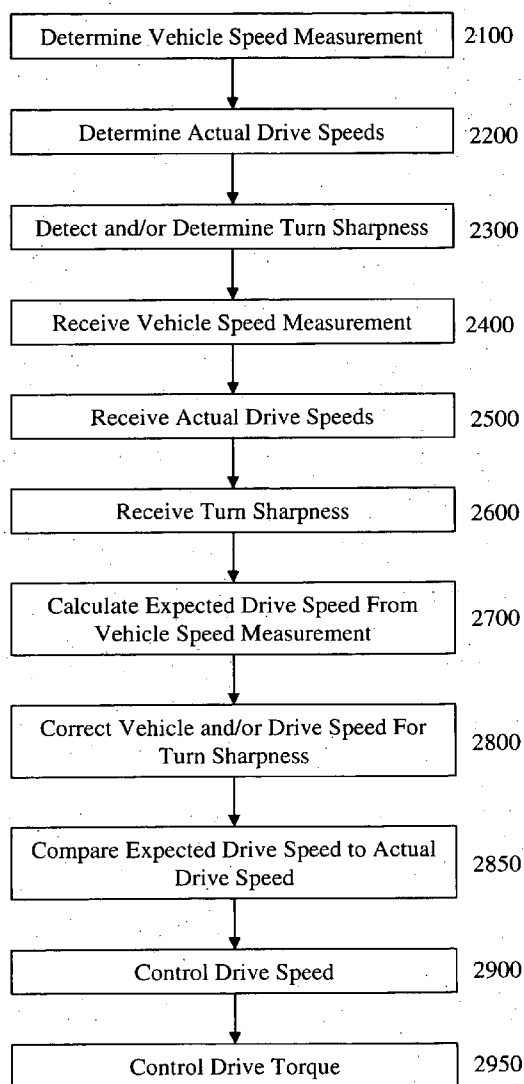 Determine Vehicle Speed Measurement 2100
Determine Actual Drive Speeds 2200
Detect and/or Determine Turn Sharpness 2300
Receive Vehicle Speed Measurement 2400
Receive Actual Drive Speeds 2500
Receive Turn Sharpness 2600
Calculate Expected Drive Speed From
Vehicle Speed Measurement 2700
Correct Vehicle and/or Drive Speed For
Turn Sharpness 2800
Compare Expected Drive Speed to Actual
Drive Speed 2850
Control Drive Speed 2900
Control Drive Torque 2950